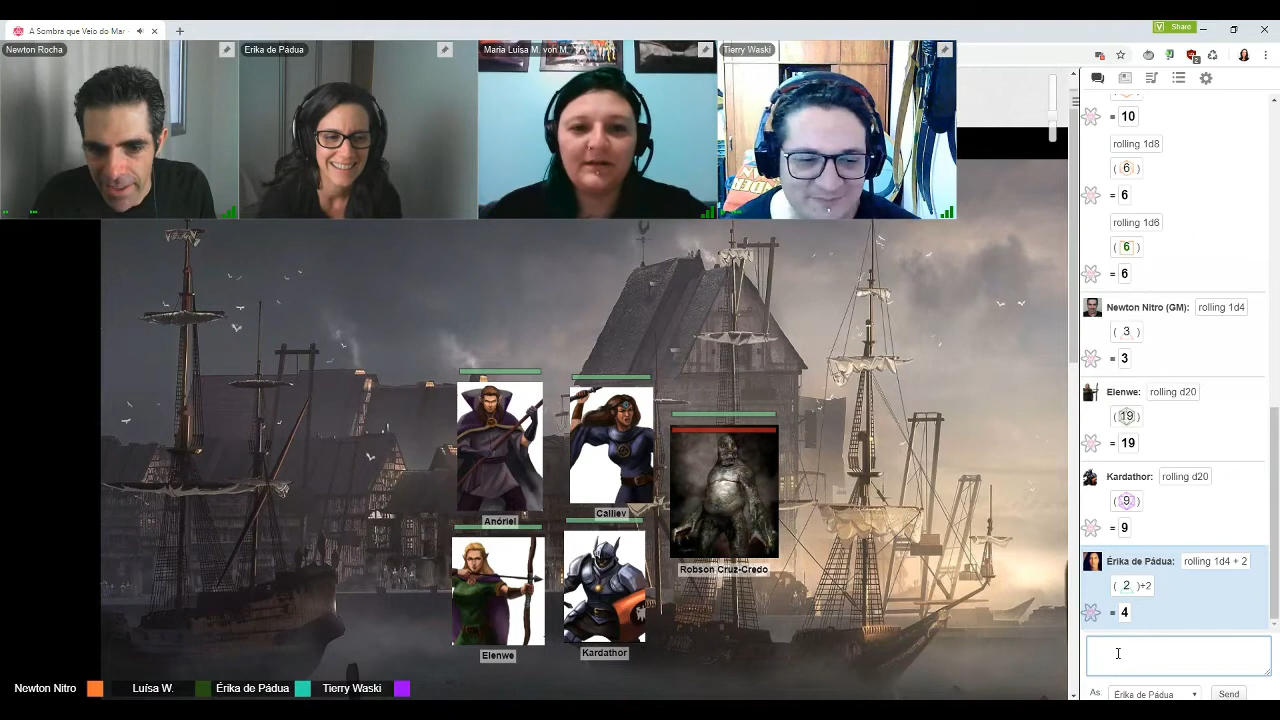 A Sombra que Veio do Mar
Share
Newton Rocha
Erika de Pádua
Maria Luísa M. von M.
Tierry Waski
= 10
rolling 1d8
( 6 )
= 6
rolling 1d6
( 6 )
= 6
Newton Nitro (GM): rolling 1d4
( 3 )
= 3
Elenwe: rolling d20
( 19 )
= 19
Kardathor: rolling d20
( 9 )
= 9
Érika de Pádua: rolling 1d4 + 2
( 2 )+2
= 4
As: Érika de Pádua Send
Anóriel
Calliev
Robson Cruz-Credo
Elenwe
Kardathor
Newton Nitro Luísa W. Érika de Pádua Tierry Waski